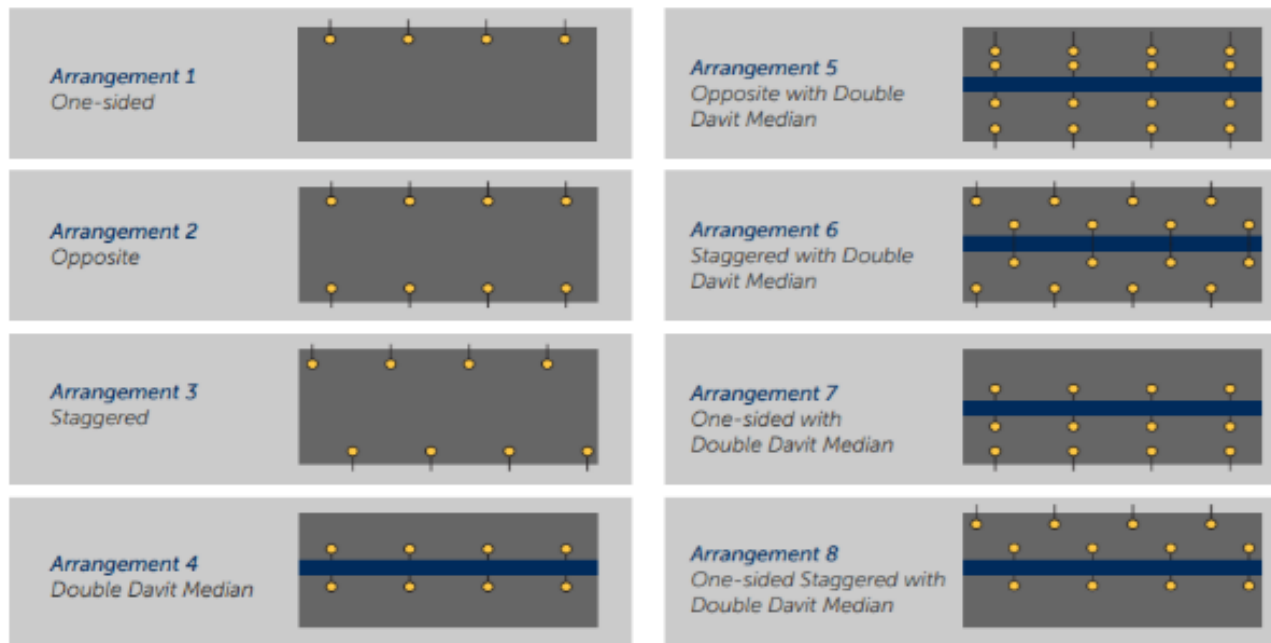 Arrangement 1
One-sided
Arrangement 2
Opposite
Arrangement 3
Staggered
Arrangement 4
Double Davit Median
Arrangement 5
Opposite with Double
Davit Median
Arrangement 6
Staggered with Double
Davit Median
Arrangement 7
One-sided with
Double Davit Median
Arrangement 8
One-sided Staggered with
Double Davit Median